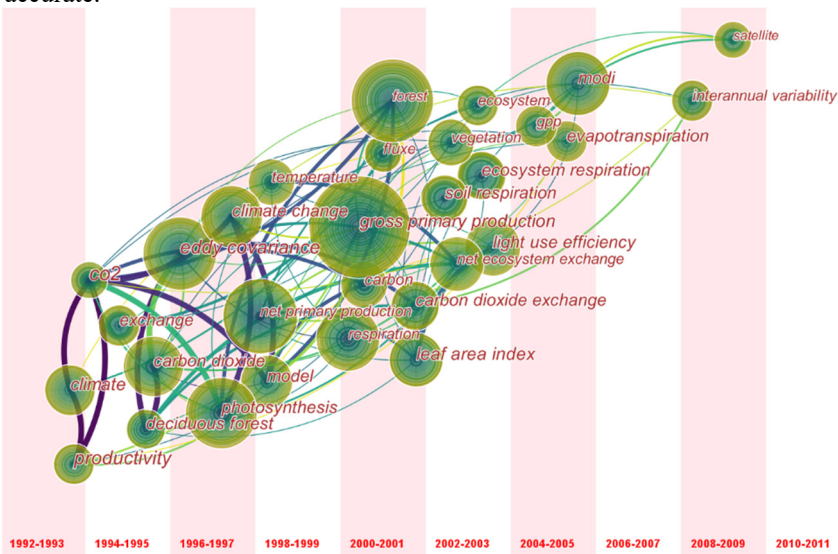 accurate.
satellite
modi
forest
ecosystem
interannual variability
gpp
vegetation
evapotranspiration
fluxe
ecosystem respiration
temperature
soil respiration
climate change
gross primary production
eddy covariance
light use efficiency
net ecosystem exchange
co2
carbon
carbon dioxide exchange
net primary production
exchange
respiration
leaf area index
carbon dioxide
model
climate
photosynthesis
deciduous forest
productivity
1992-1993 1994-1995 1996-1997 1998-1999 2000-2001 2002-2003 2004-2005 2006-2007 2008-2009 2010-2011